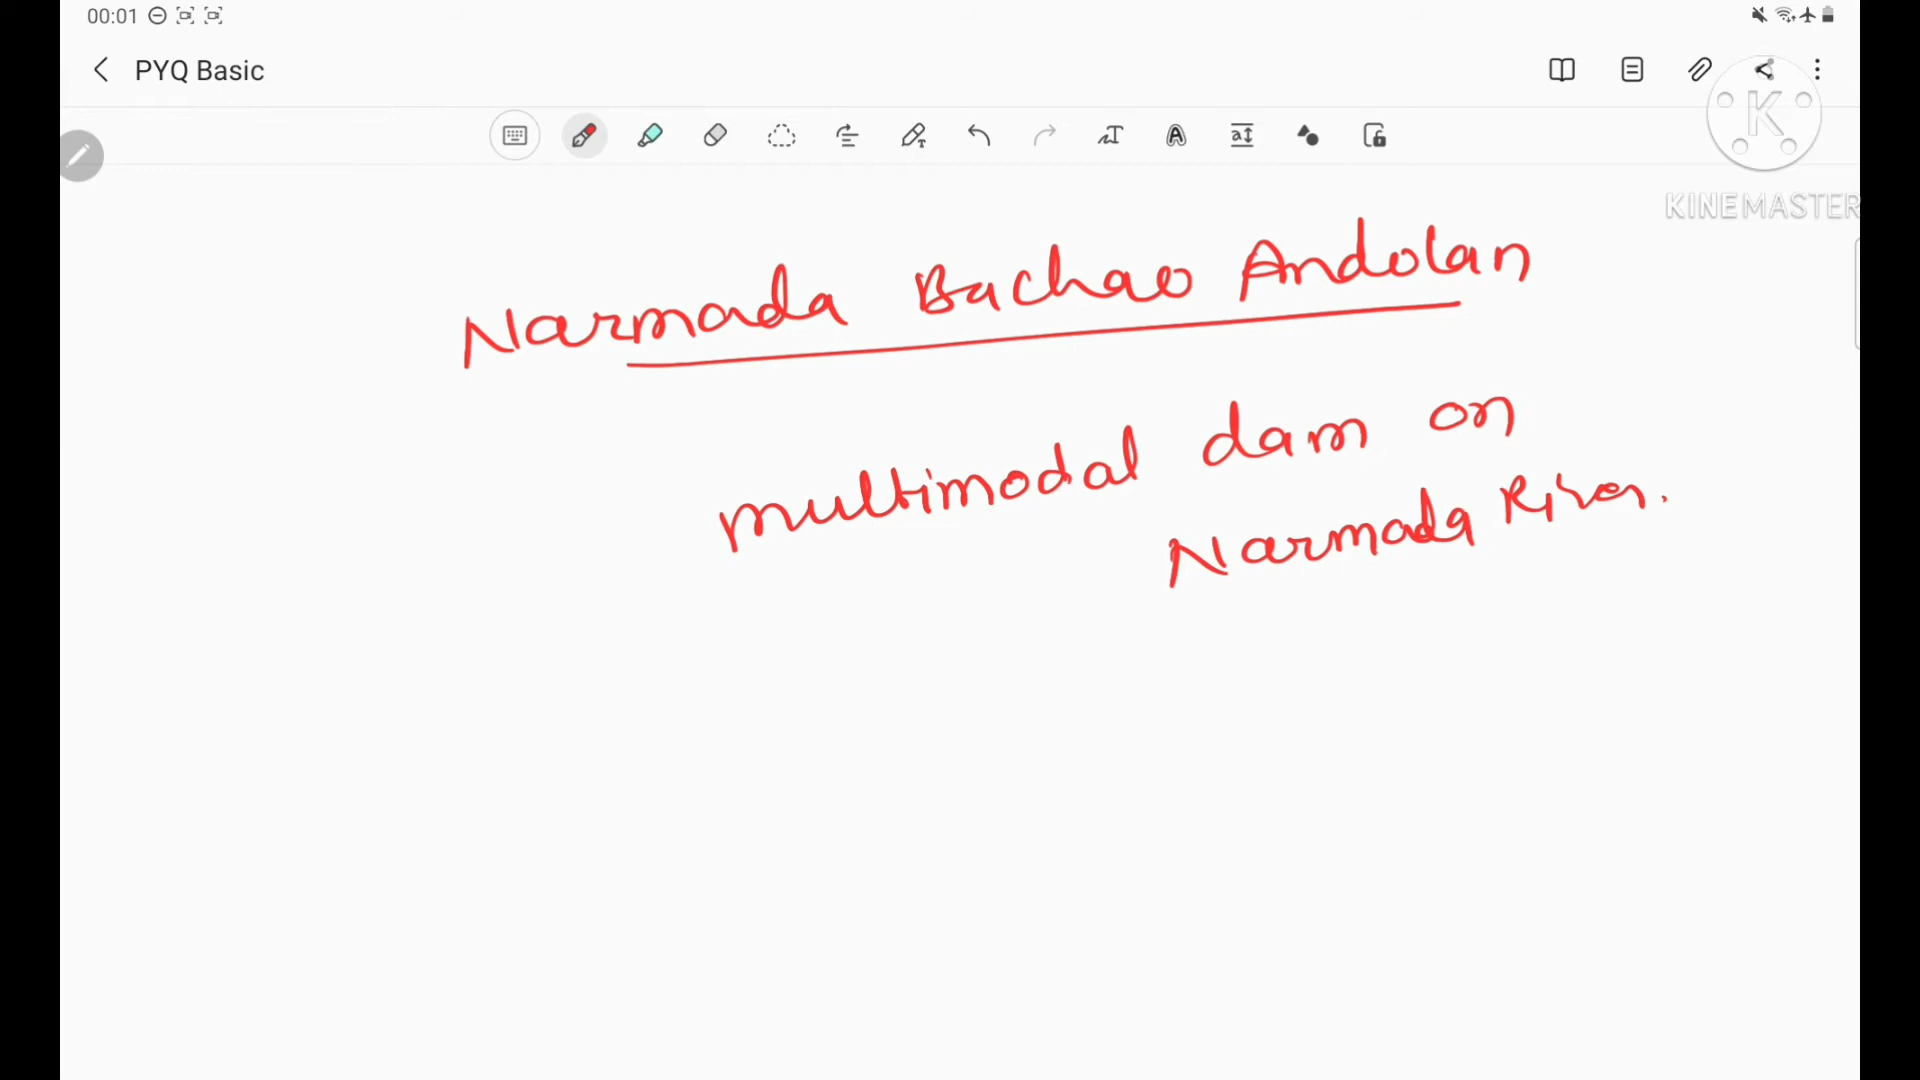 00:01
PYQ Basic
KINEMASTER
Narmada Bachao Andolan
multimodal dam on
Narmada River.